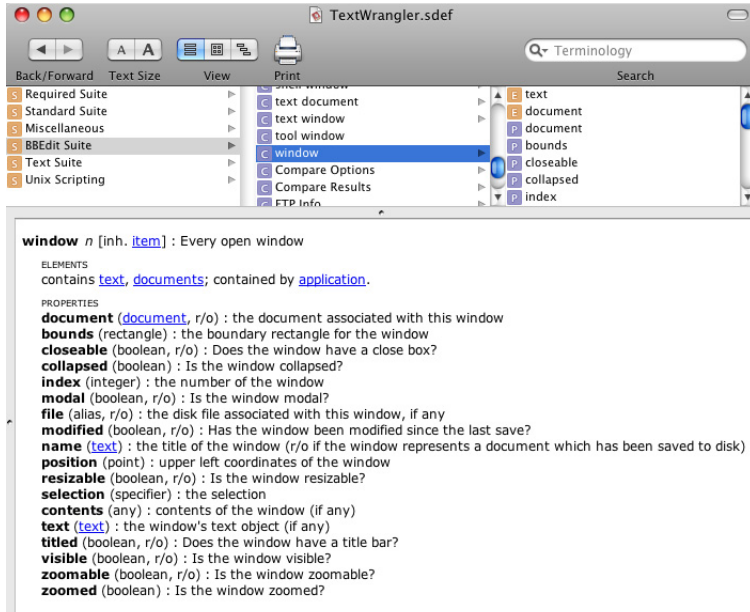 TextWrangler.sdef
A A
Terminology
Back/Forward Text Size View Print Search
S Required Suite
S Standard Suite
S Miscellaneous
S BBEdit Suite
S Text Suite
S Unix Scripting
C shell window
C text document
C text window
C tool window
C window
C Compare Options
C Compare Results
C FTP Info
E text
E document
P document
P bounds
P closeable
P collapsed
P index
window n [inh. item] : Every open window
ELEMENTS
contains text, documents; contained by application.
PROPERTIES
document (document, r/o) : the document associated with this window
bounds (rectangle) : the boundary rectangle for the window
closeable (boolean, r/o) : Does the window have a close box?
collapsed (boolean) : Is the window collapsed?
index (integer) : the number of the window
modal (boolean, r/o) : Is the window modal?
file (alias, r/o) : the disk file associated with this window, if any
modified (boolean, r/o) : Has the window been modified since the last save?
name (text) : the title of the window (r/o if the window represents a document which has been saved to disk)
position (point) : upper left coordinates of the window
resizable (boolean, r/o) : Is the window resizable?
selection (specifier) : the selection
contents (any) : contents of the window (if any)
text (text) : the window's text object (if any)
titled (boolean, r/o) : Does the window have a title bar?
visible (boolean, r/o) : Is the window visible?
zoomable (boolean, r/o) : Is the window zoomable?
zoomed (boolean) : Is the window zoomed?